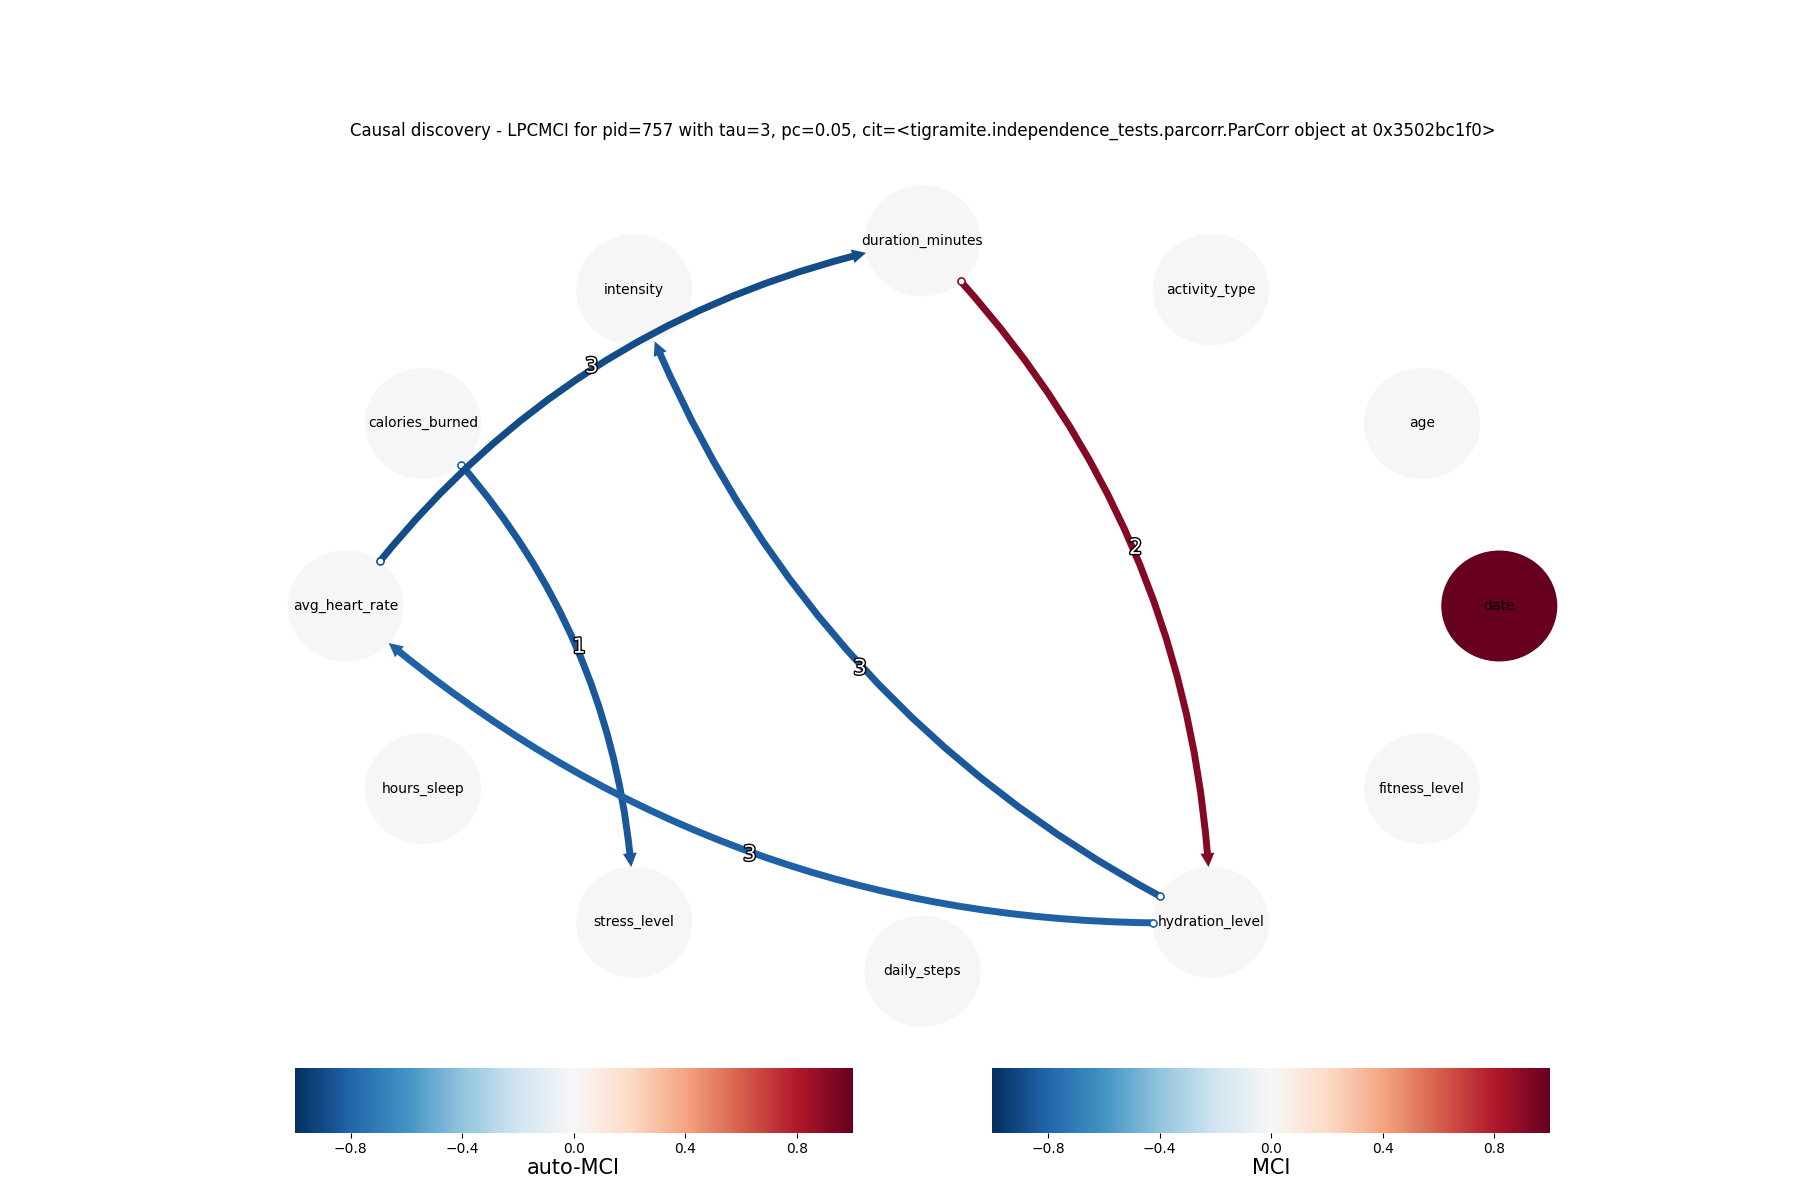 Causal discovery - LPCMCI for pid=757 with tau=3, pc=0.05, cit=<tigramite.independence_tests.parcorr.ParCorr object at 0x3502bc1f0>
duration_minutes
intensity
activity_type
3
calories_burned
age
2
avg_heart_rate
date
1
3
hours_sleep
fitness_level
3
stress_level
hydration_level
daily_steps
−0.8 −0.4 0.0 0.4 0.8
auto-MCI
−0.8 −0.4 0.0 0.4 0.8
MCI